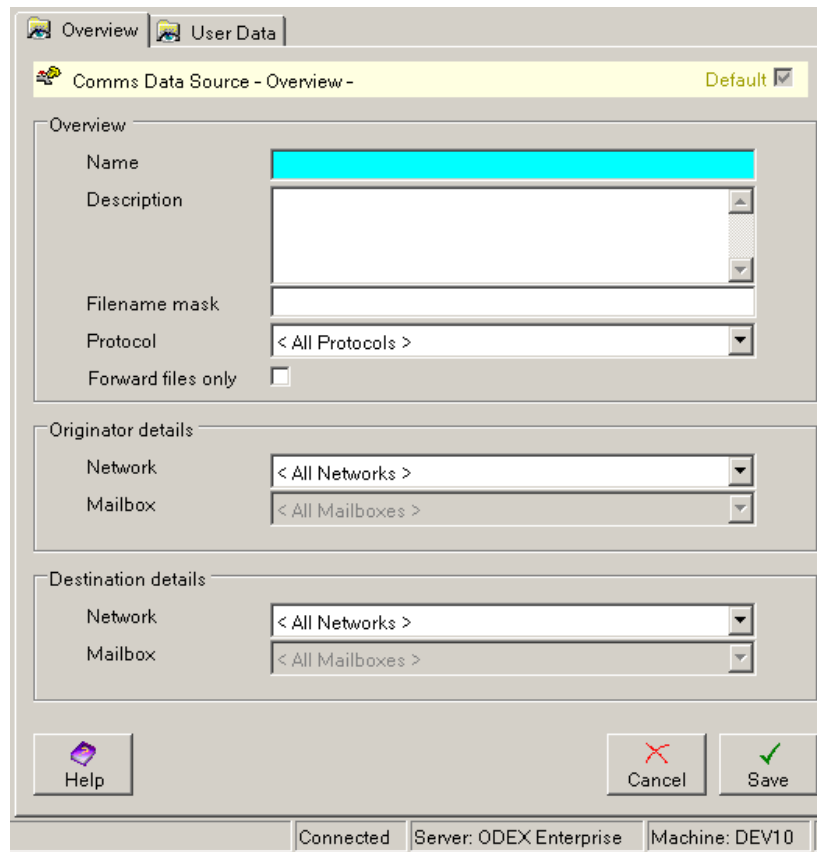 Overview User Data
Comms Data Source - Overview - Default
Overview
Name
Description
Filename mask
Protocol < All Protocols >
Forward files only
Originator details
Network < All Networks >
Mailbox < All Mailboxes >
Destination details
Network < All Networks >
Mailbox < All Mailboxes >
Help Cancel Save
Connected Server: ODEX Enterprise Machine: DEV10